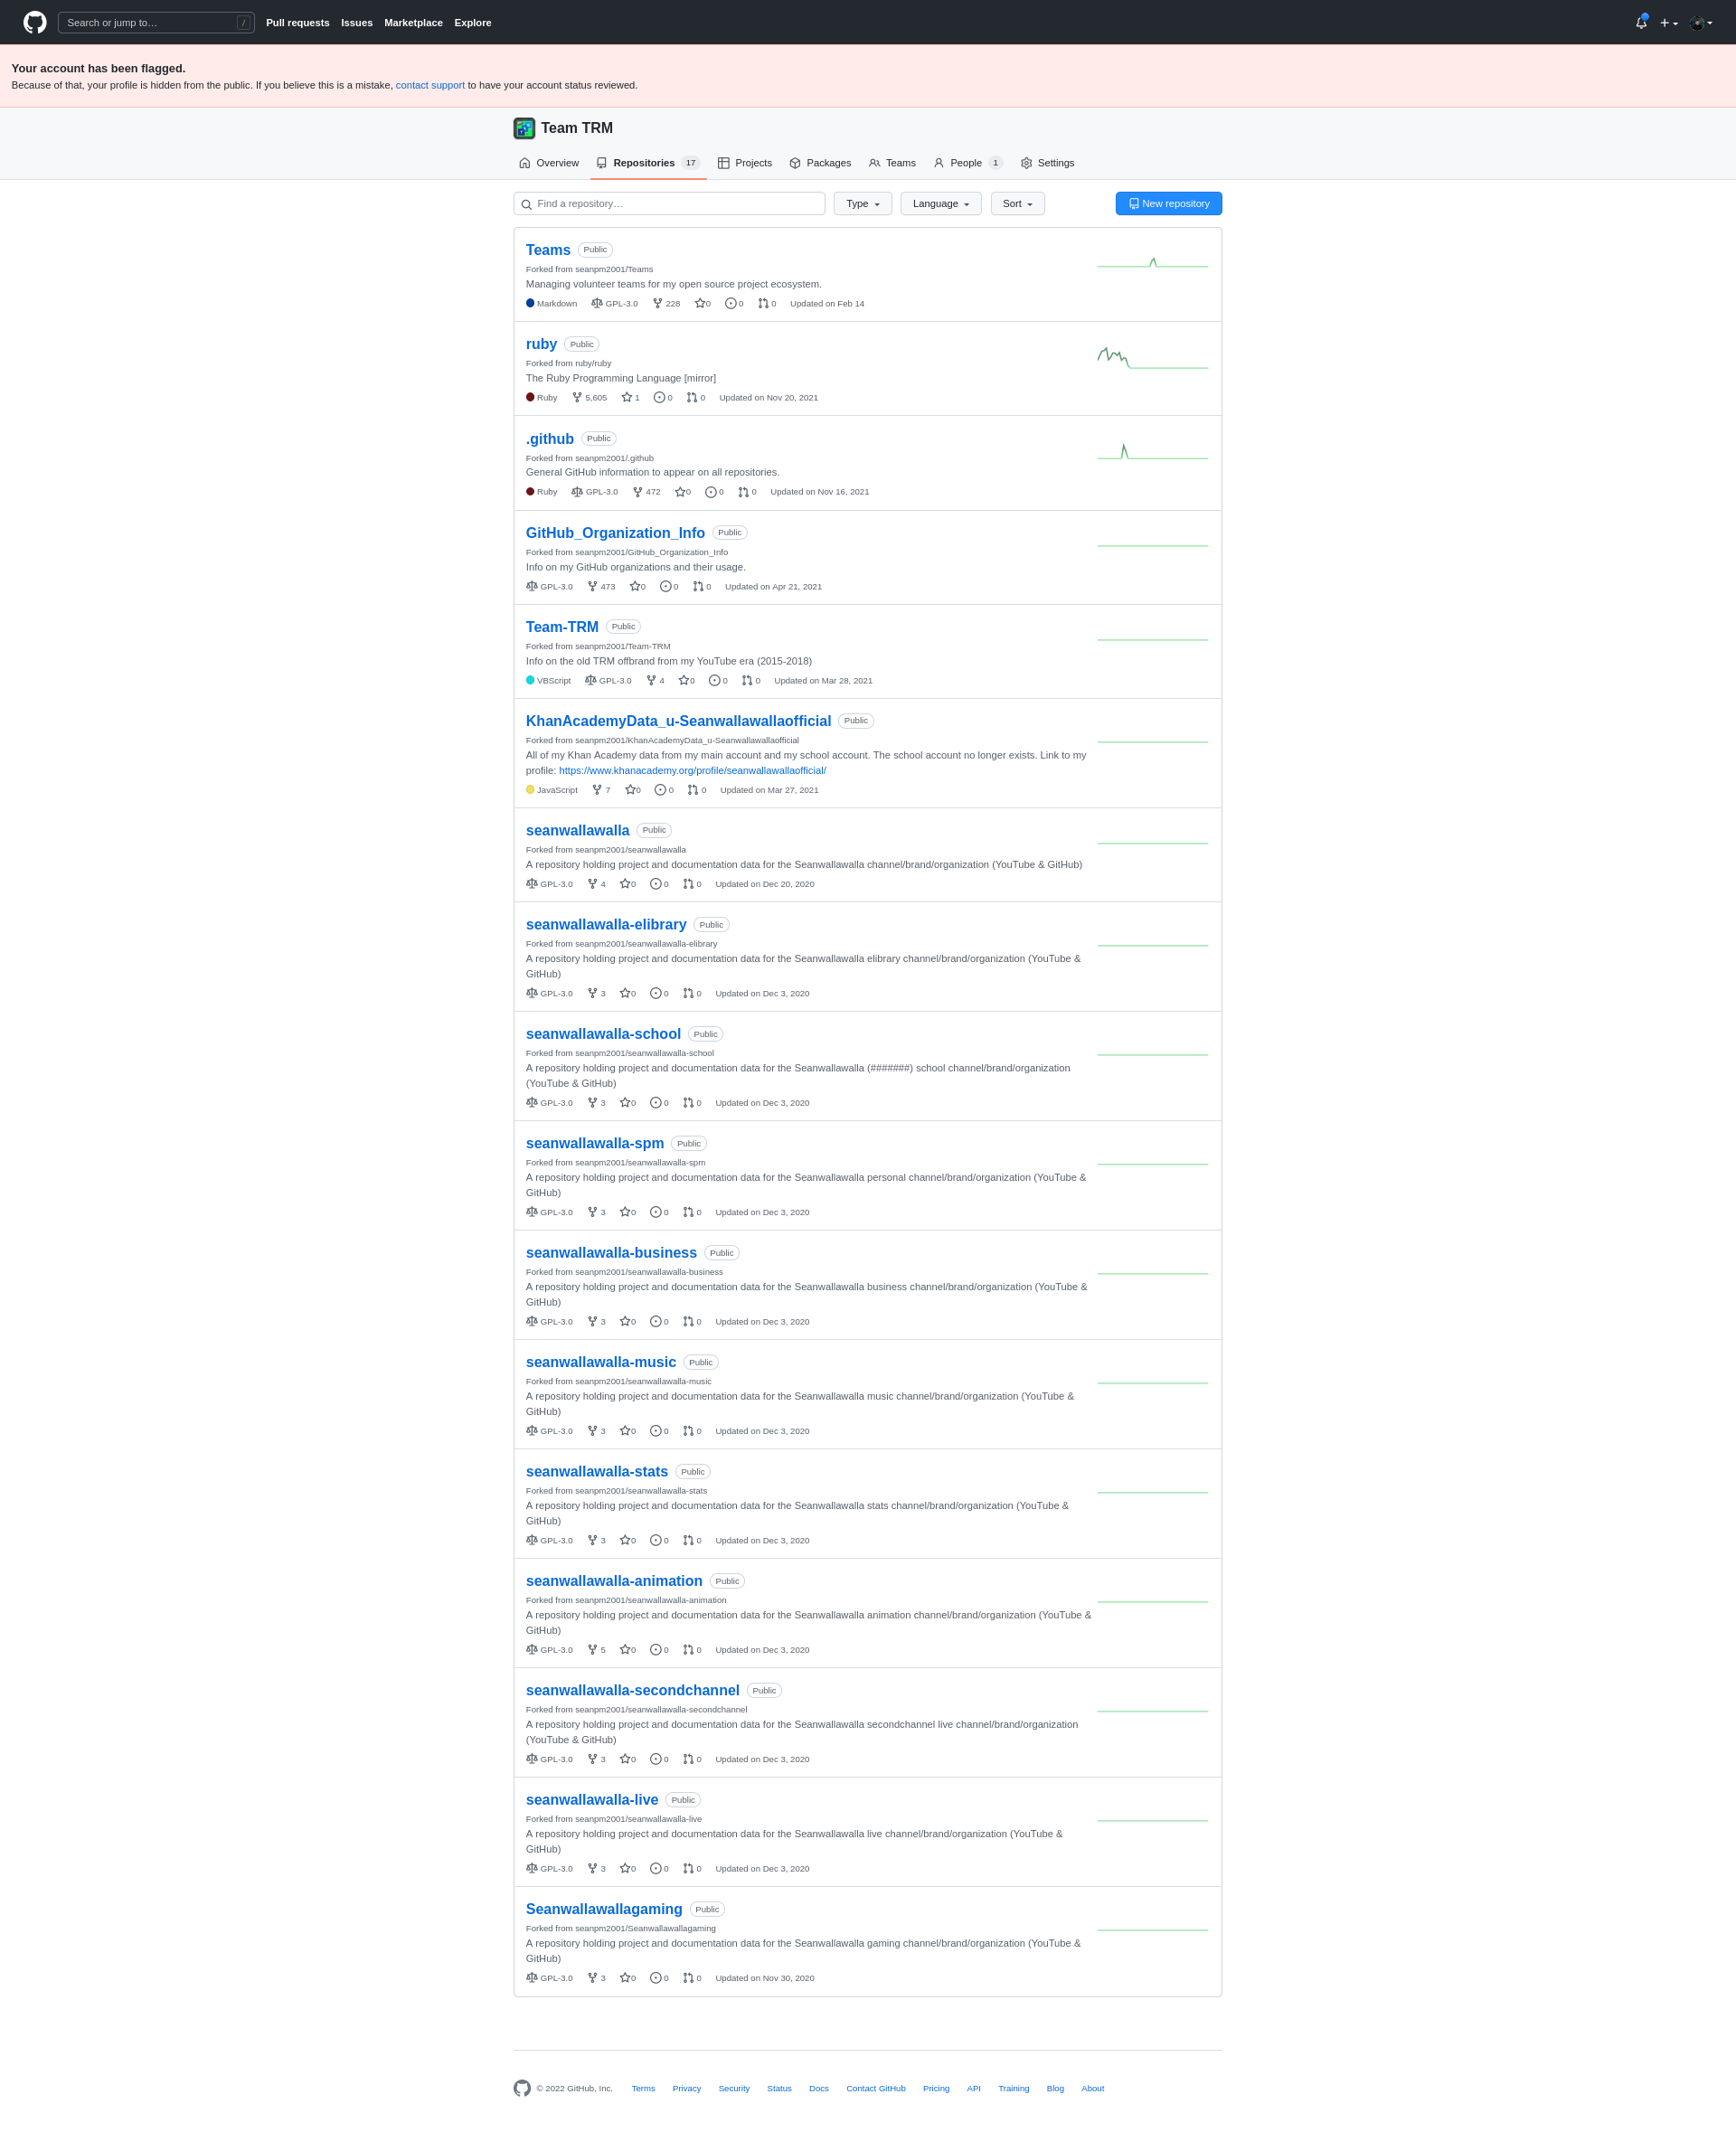 Search or jump to… /
Pull requests Issues Marketplace Explore
Your account has been flagged.
Because of that, your profile is hidden from the public. If you believe this is a mistake, contact support to have your account status reviewed.
Team TRM
Overview Repositories 17 Projects Packages Teams People 1 Settings
Find a repository… Type Language Sort New repository
Teams Public
Forked from seanpm2001/Teams
Managing volunteer teams for my open source project ecosystem.
Markdown GPL-3.0 228 0 0 0 Updated on Feb 14
ruby Public
Forked from ruby/ruby
The Ruby Programming Language [mirror]
Ruby 5,605 1 0 0 Updated on Nov 20, 2021
.github Public
Forked from seanpm2001/.github
General GitHub information to appear on all repositories.
Ruby GPL-3.0 472 0 0 0 Updated on Nov 16, 2021
GitHub_Organization_Info Public
Forked from seanpm2001/GitHub_Organization_Info
Info on my GitHub organizations and their usage.
GPL-3.0 473 0 0 0 Updated on Apr 21, 2021
Team-TRM Public
Forked from seanpm2001/Team-TRM
Info on the old TRM offbrand from my YouTube era (2015-2018)
VBScript GPL-3.0 4 0 0 0 Updated on Mar 28, 2021
KhanAcademyData_u-Seanwallawallaofficial Public
Forked from seanpm2001/KhanAcademyData_u-Seanwallawallaofficial
All of my Khan Academy data from my main account and my school account. The school account no longer exists. Link to my
profile: https://www.khanacademy.org/profile/seanwallawallaofficial/
JavaScript 7 0 0 0 Updated on Mar 27, 2021
seanwallawalla Public
Forked from seanpm2001/seanwallawalla
A repository holding project and documentation data for the Seanwallawalla channel/brand/organization (YouTube & GitHub)
GPL-3.0 4 0 0 0 Updated on Dec 20, 2020
seanwallawalla-elibrary Public
Forked from seanpm2001/seanwallawalla-elibrary
A repository holding project and documentation data for the Seanwallawalla elibrary channel/brand/organization (YouTube &
GitHub)
GPL-3.0 3 0 0 0 Updated on Dec 3, 2020
seanwallawalla-school Public
Forked from seanpm2001/seanwallawalla-school
A repository holding project and documentation data for the Seanwallawalla (#######) school channel/brand/organization
(YouTube & GitHub)
GPL-3.0 3 0 0 0 Updated on Dec 3, 2020
seanwallawalla-spm Public
Forked from seanpm2001/seanwallawalla-spm
A repository holding project and documentation data for the Seanwallawalla personal channel/brand/organization (YouTube &
GitHub)
GPL-3.0 3 0 0 0 Updated on Dec 3, 2020
seanwallawalla-business Public
Forked from seanpm2001/seanwallawalla-business
A repository holding project and documentation data for the Seanwallawalla business channel/brand/organization (YouTube &
GitHub)
GPL-3.0 3 0 0 0 Updated on Dec 3, 2020
seanwallawalla-music Public
Forked from seanpm2001/seanwallawalla-music
A repository holding project and documentation data for the Seanwallawalla music channel/brand/organization (YouTube &
GitHub)
GPL-3.0 3 0 0 0 Updated on Dec 3, 2020
seanwallawalla-stats Public
Forked from seanpm2001/seanwallawalla-stats
A repository holding project and documentation data for the Seanwallawalla stats channel/brand/organization (YouTube &
GitHub)
GPL-3.0 3 0 0 0 Updated on Dec 3, 2020
seanwallawalla-animation Public
Forked from seanpm2001/seanwallawalla-animation
A repository holding project and documentation data for the Seanwallawalla animation channel/brand/organization (YouTube &
GitHub)
GPL-3.0 5 0 0 0 Updated on Dec 3, 2020
seanwallawalla-secondchannel Public
Forked from seanpm2001/seanwallawalla-secondchannel
A repository holding project and documentation data for the Seanwallawalla secondchannel live channel/brand/organization
(YouTube & GitHub)
GPL-3.0 3 0 0 0 Updated on Dec 3, 2020
seanwallawalla-live Public
Forked from seanpm2001/seanwallawalla-live
A repository holding project and documentation data for the Seanwallawalla live channel/brand/organization (YouTube &
GitHub)
GPL-3.0 3 0 0 0 Updated on Dec 3, 2020
Seanwallawallagaming Public
Forked from seanpm2001/Seanwallawallagaming
A repository holding project and documentation data for the Seanwallawalla gaming channel/brand/organization (YouTube &
GitHub)
GPL-3.0 3 0 0 0 Updated on Nov 30, 2020
© 2022 GitHub, Inc. Terms Privacy Security Status Docs Contact GitHub Pricing API Training Blog About